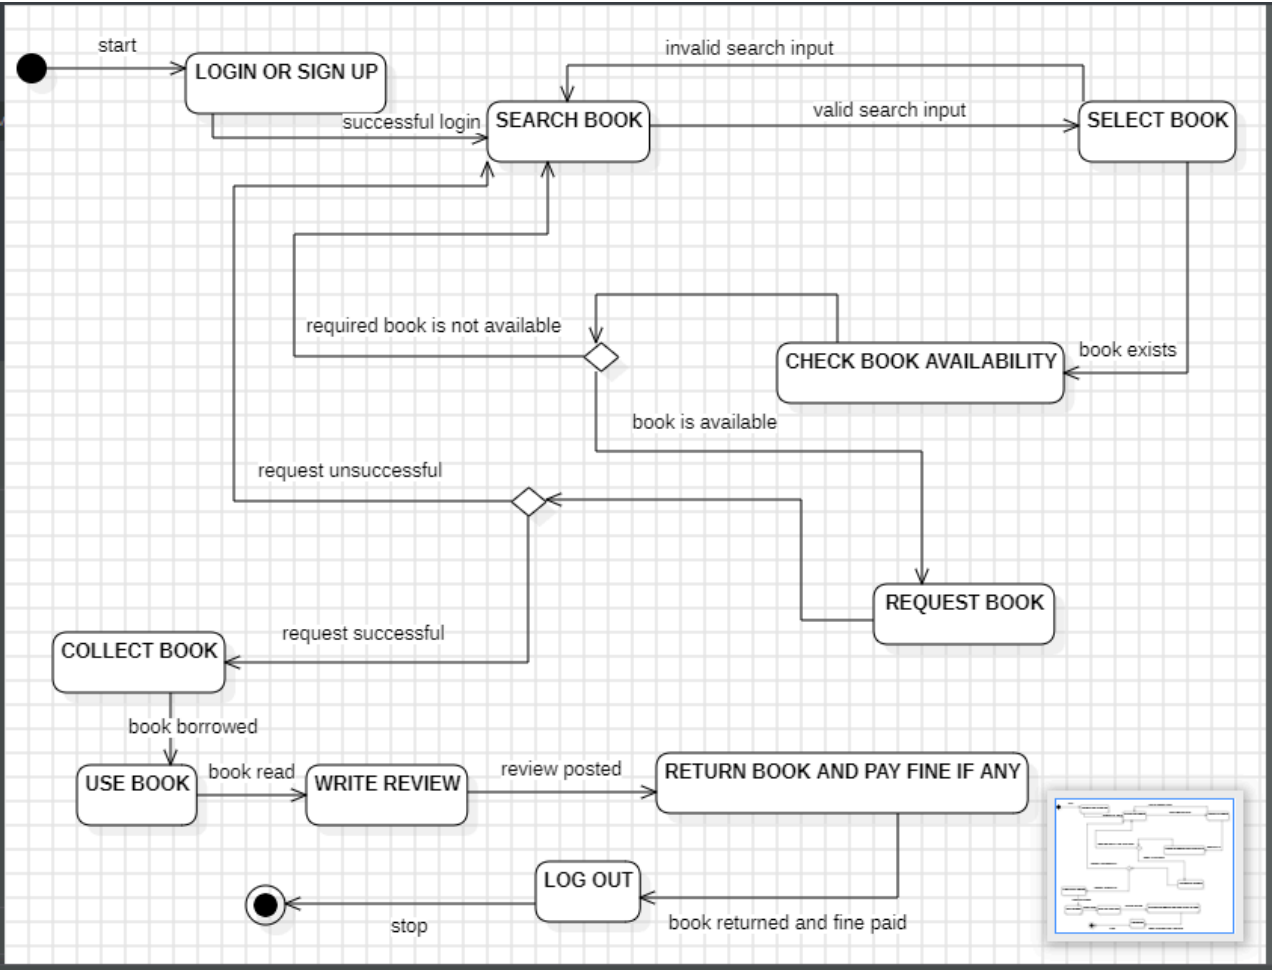 start
LOGIN OR SIGN UP
invalid search input
successful login
SEARCH BOOK
valid search input
SELECT BOOK
required book is not available
CHECK BOOK AVAILABILITY
book exists
book is available
request unsuccessful
REQUEST BOOK
request successful
COLLECT BOOK
book borrowed
USE BOOK
book read
WRITE REVIEW
review posted
RETURN BOOK AND PAY FINE IF ANY
LOG OUT
stop
book returned and fine paid